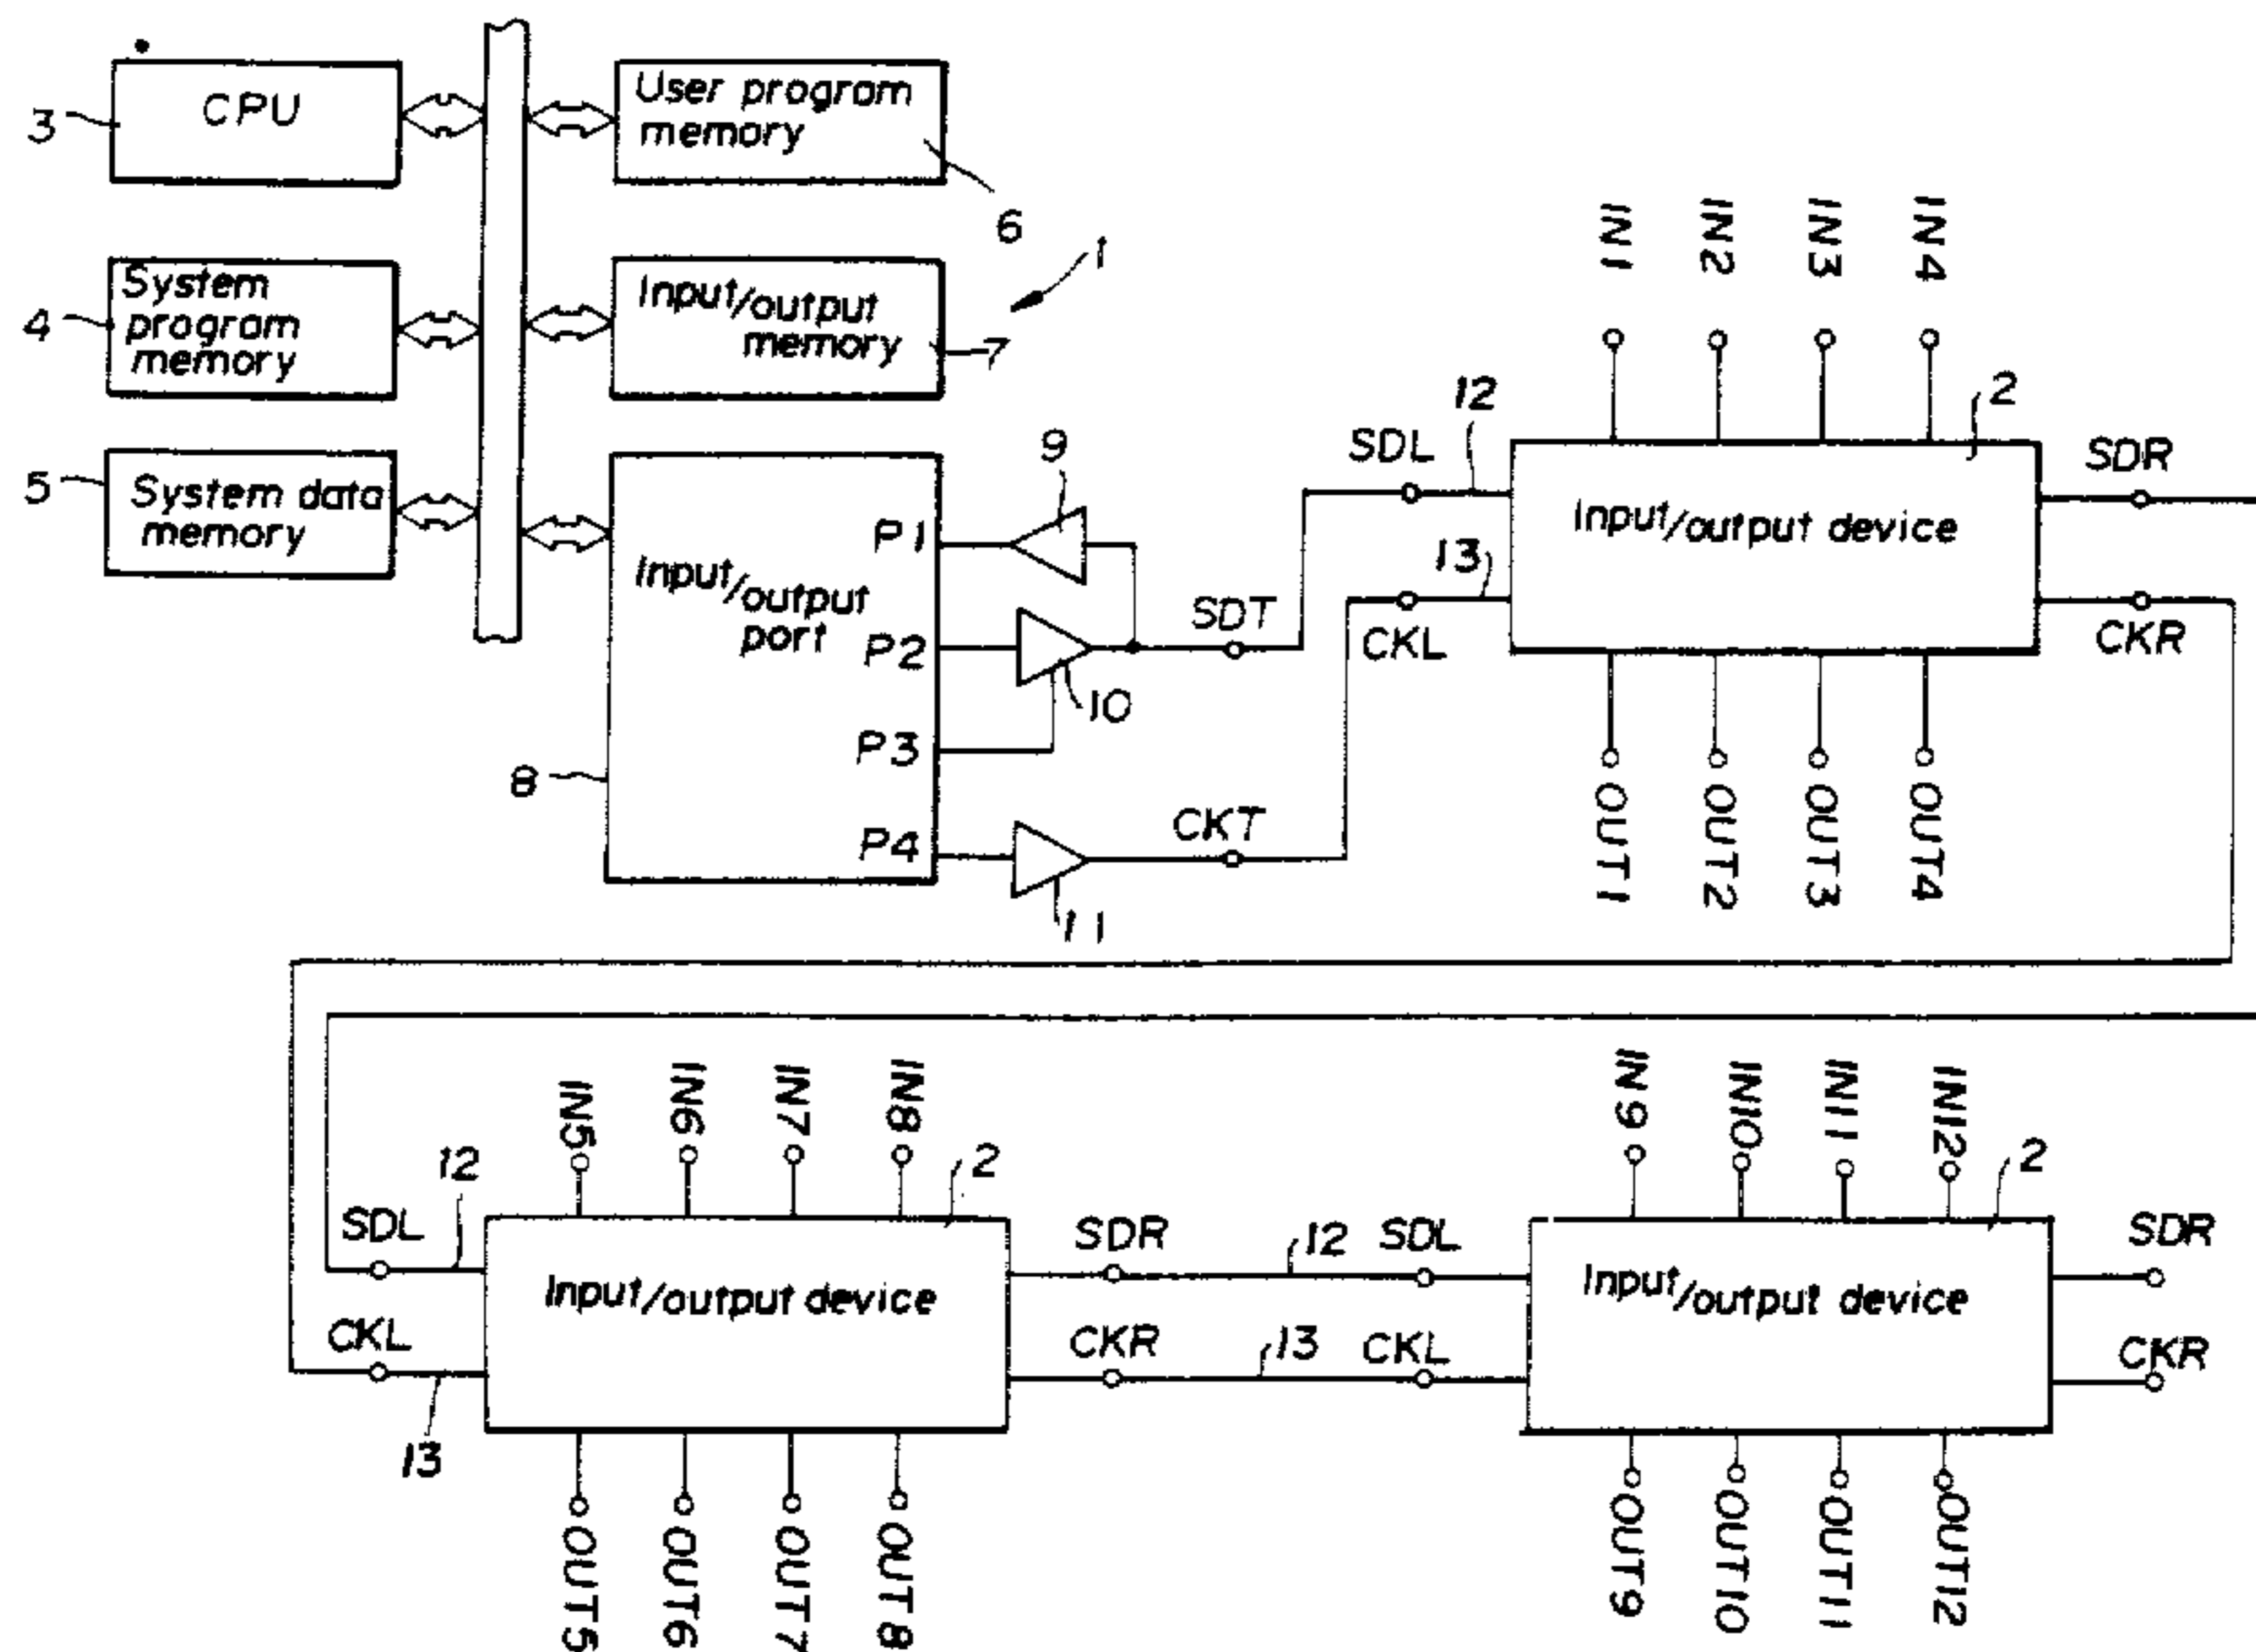 CPU
3
User program
memory
6
System
program
memory
4
Input/output
memory
7
1
System data
memory
5
Input/output
port
8
P1
P2
P3
P4
9
10
11
SDT
CKT
IN1
IN2
IN3
IN4
SDL
12
CKL
13
Input/output device
2
SDR
CKR
OUT1
OUT2
OUT3
OUT4
IN5
IN6
IN7
IN8
SDL
12
CKL
13
Input/output device
2
SDR
12
CKR
13
OUT5
OUT6
OUT7
OUT8
IN9
IN10
IN11
IN12
SDL
CKL
Input/output device
2
SDR
CKR
OUT9
OUT10
OUT11
OUT12